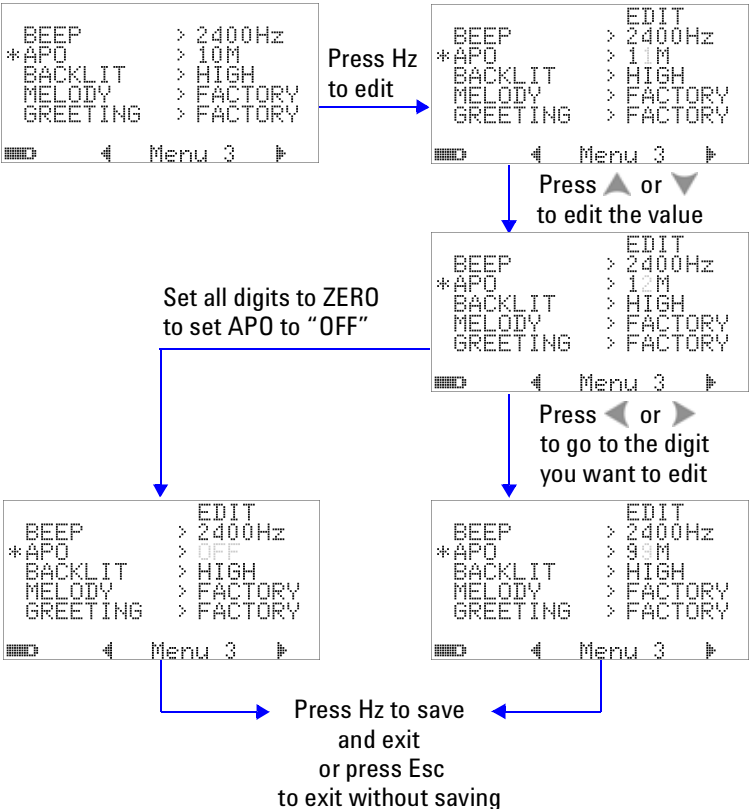 BEEP > 2400Hz
*APO > 10M
BACKLIT > HIGH
MELODY > FACTORY
GREETING > FACTORY
Menu 3
Press Hz
to edit
EDIT
BEEP > 2400Hz
*APO > 11M
BACKLIT > HIGH
MELODY > FACTORY
GREETING > FACTORY
Menu 3
Press ▲ or ▼
to edit the value
EDIT
BEEP > 2400Hz
*APO > 12M
BACKLIT > HIGH
MELODY > FACTORY
GREETING > FACTORY
Menu 3
Set all digits to ZERO
to set APO to “OFF”
Press ◀ or ▶
to go to the digit
you want to edit
EDIT
BEEP > 2400Hz
*APO > OFF
BACKLIT > HIGH
MELODY > FACTORY
GREETING > FACTORY
Menu 3
EDIT
BEEP > 2400Hz
*APO > 99M
BACKLIT > HIGH
MELODY > FACTORY
GREETING > FACTORY
Menu 3
Press Hz to save
and exit
or press Esc
to exit without saving